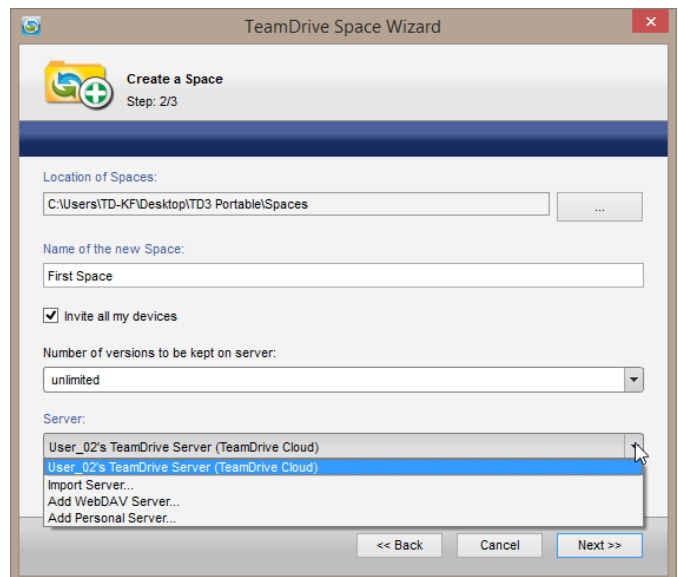 TeamDrive Space Wizard
Create a Space
Step: 2/3
Location of Spaces:
C:\Users\TD-KF\Desktop\TD3 Portable\Spaces
...
Name of the new Space:
First Space
Invite all my devices
Number of versions to be kept on server:
unlimited
Server:
User_02's TeamDrive Server (TeamDrive Cloud)
User_02's TeamDrive Server (TeamDrive Cloud)
Import Server...
Add WebDAV Server...
Add Personal Server...
<< Back Cancel Next >>